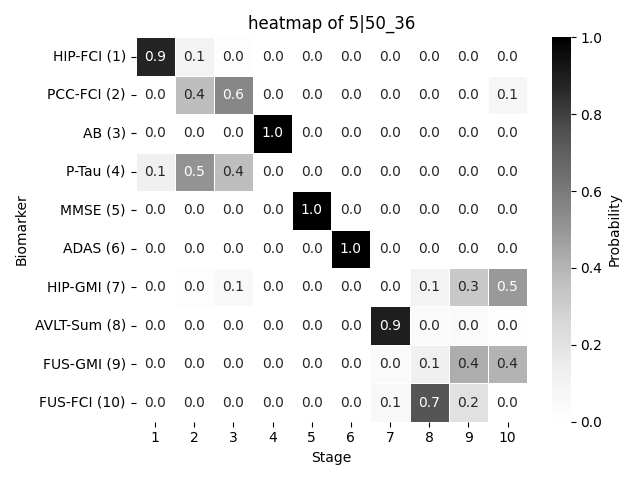 heatmap of 5|50_36
HIP-FCI (1) 0.9 0.1 0.0 0.0 0.0 0.0 0.0 0.0 0.0 0.0
PCC-FCI (2) 0.0 0.4 0.6 0.0 0.0 0.0 0.0 0.0 0.0 0.1
AB (3) 0.0 0.0 0.0 1.0 0.0 0.0 0.0 0.0 0.0 0.0
P-Tau (4) 0.1 0.5 0.4 0.0 0.0 0.0 0.0 0.0 0.0 0.0
MMSE (5) 0.0 0.0 0.0 0.0 1.0 0.0 0.0 0.0 0.0 0.0
ADAS (6) 0.0 0.0 0.0 0.0 0.0 1.0 0.0 0.0 0.0 0.0
HIP-GMI (7) 0.0 0.0 0.1 0.0 0.0 0.0 0.0 0.1 0.3 0.5
AVLT-Sum (8) 0.0 0.0 0.0 0.0 0.0 0.0 0.9 0.0 0.0 0.0
FUS-GMI (9) 0.0 0.0 0.0 0.0 0.0 0.0 0.0 0.1 0.4 0.4
FUS-FCI (10) 0.0 0.0 0.0 0.0 0.0 0.0 0.1 0.7 0.2 0.0
1 2 3 4 5 6 7 8 9 10
Stage
Biomarker
1.0
0.8
0.6
0.4
0.2
0.0
Probability